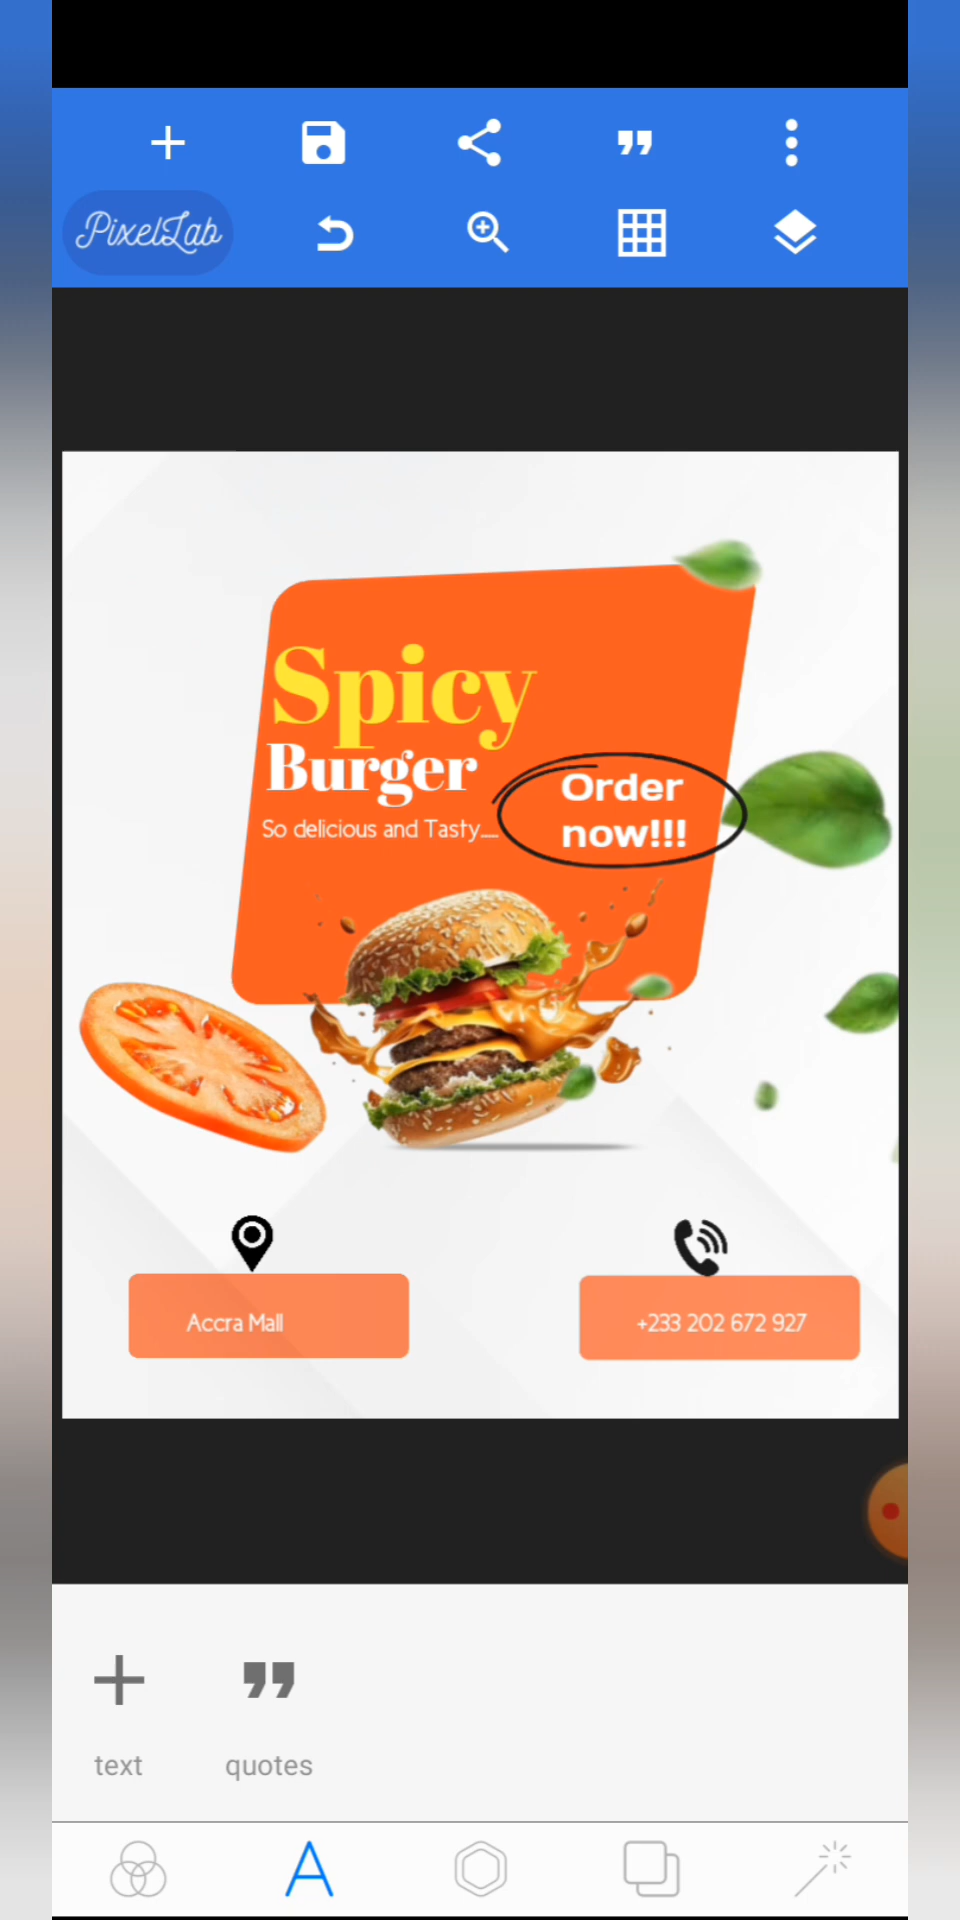 PixelLab
Spicy
Burger
So delicious and Tasty....
Order
now!!!
Accra Mall
+233 202 672 927
text
quotes